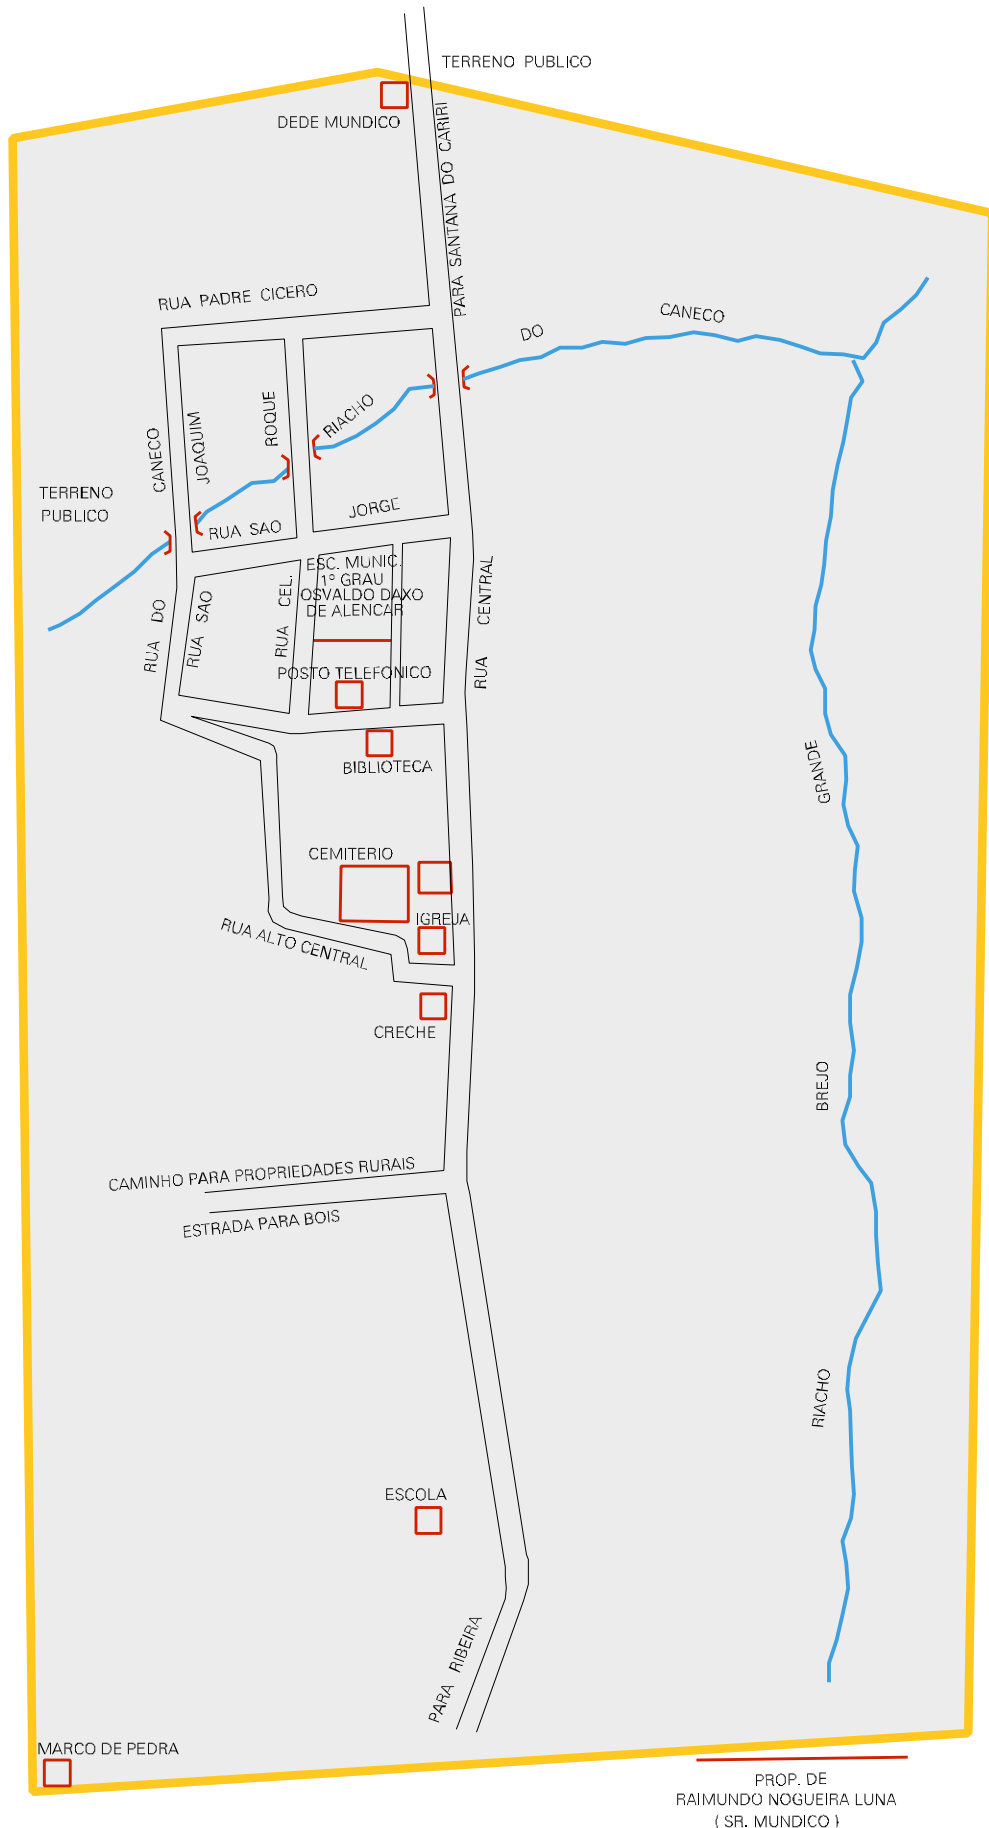 TERRENO PUBLICO
DEDE MUNDICO
PARA SANTANA DO CARIRI
RUA PADRE CICERO
DO
CANECO
RIACHO
ROQUE
JOAQUIM
CANECO
TERRENO
PUBLICO
JORGE
RUA SAO
ESC. MUNIC.
1º GRAU
OSVALDO DAXO
DE ALENCAR
RUA CENTRAL
RUA CEL.
RUA SAO
RUA DO
POSTO TELEFONICO
BIBLIOTECA
GRANDE
CEMITERIO
IGREJA
RUA ALTO CENTRAL
CRECHE
BREJO
CAMINHO PARA PROPRIEDADES RURAIS
ESTRADA PARA BOIS
RIACHO
ESCOLA
PARA RIBEIRA
MARCO DE PEDRA
PROP. DE
RAIMUNDO NOGUEIRA LUNA
( SR. MUNDICO )